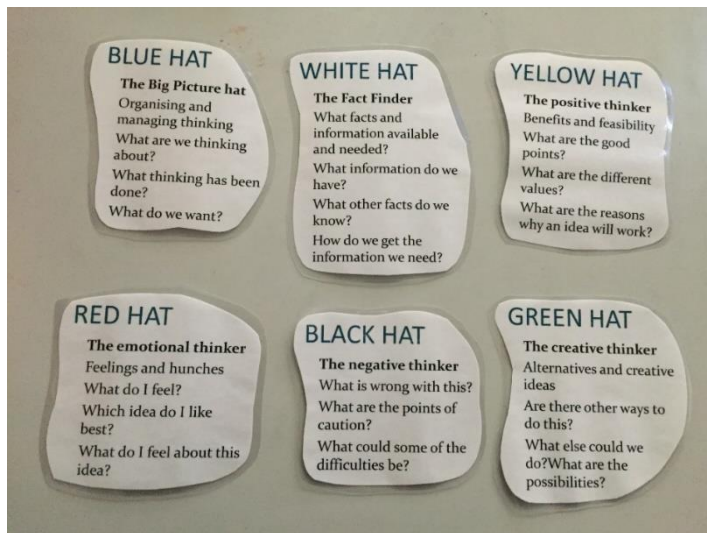 BLUE HAT
The Big Picture hat
Organising and
managing thinking
What are we thinking
about?
What thinking has been
done?
What do we want?
WHITE HAT
The Fact Finder
What facts and
information available
and needed?
What information do we
have?
What other facts do we
know?
How do we get the
information we need?
YELLOW HAT
The positive thinker
Benefits and feasibility
What are the good
points?
What are the different
values?
What are the reasons
why an idea will work?
RED HAT
The emotional thinker
Feelings and hunches
What do I feel?
Which idea do I like
best?
What do I feel about this
idea?
BLACK HAT
The negative thinker
What is wrong with this?
What are the points of
caution?
What could some of the
difficulties be?
GREEN HAT
The creative thinker
Alternatives and creative
ideas
Are there other ways to
do this?
What else could we
do?What are the
possibilities?